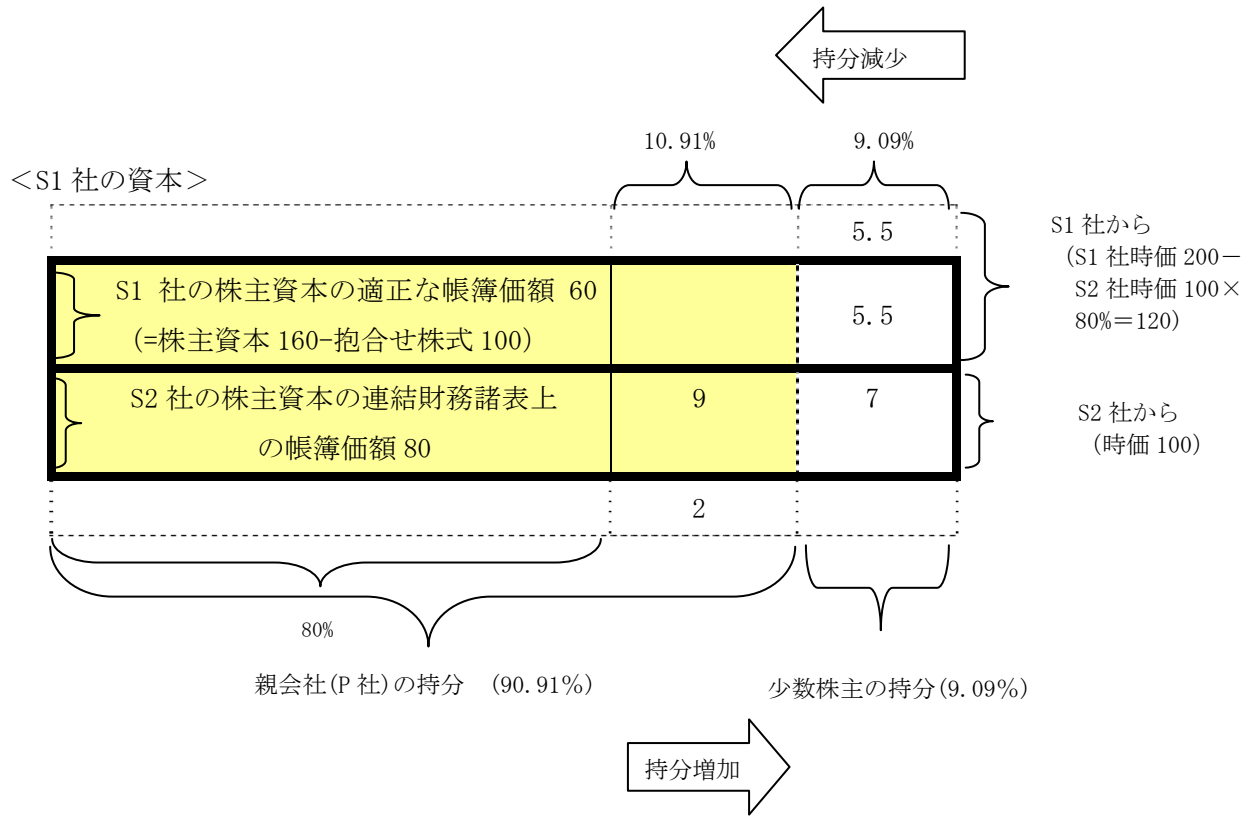 持分減少
10.91%
9.09%
＜S1 社の資本＞
5.5
S1 社から
（S1 社時価 200－
S2 社時価 100×
80%＝120）
S1 社の株主資本の適正な帳簿価額 60
(=株主資本 160-抱合せ株式 100)
5.5
S2 社の株主資本の連結財務諸表上
の帳簿価額 80
9
7
S2 社から
（時価 100）
2
80%
親会社(P 社)の持分 （90.91%）
少数株主の持分(9.09%)
持分増加